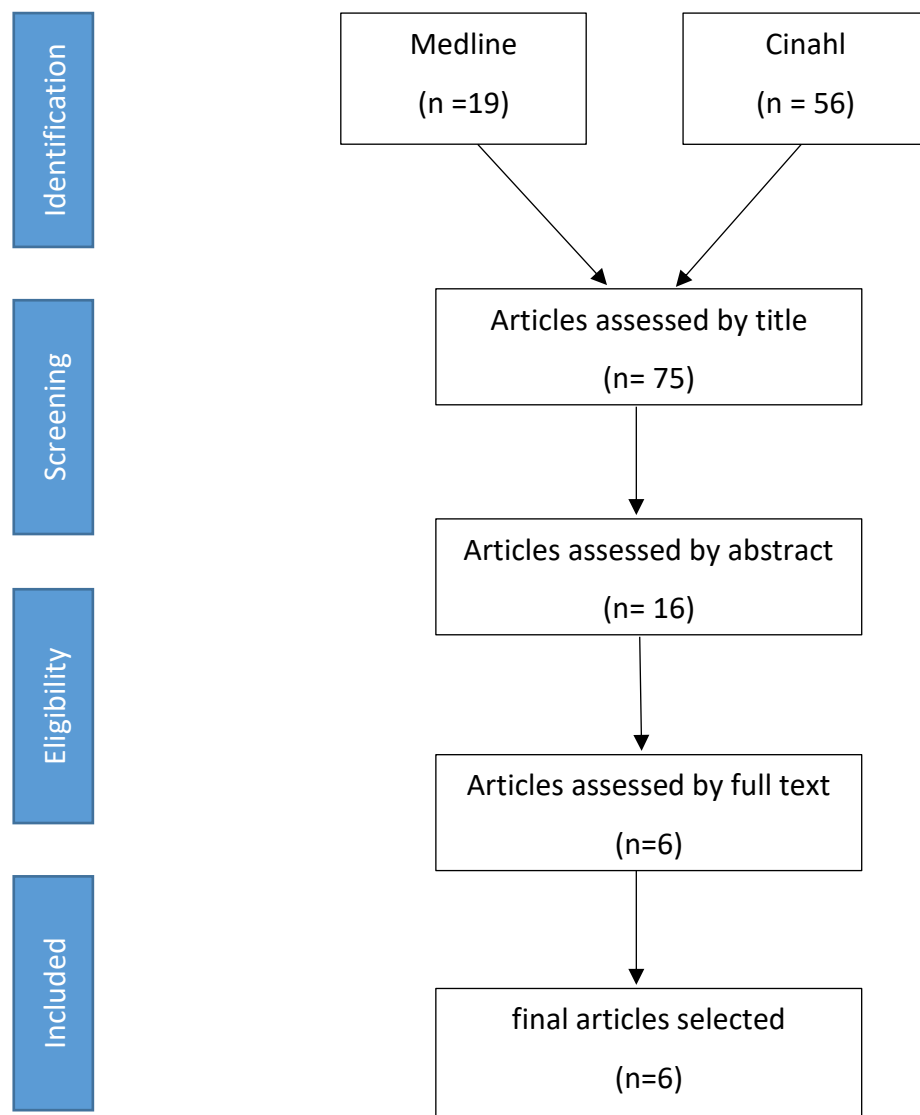 Identification
Medline
(n =19)
Cinahl
(n = 56)
Screening
Articles assessed by title
(n= 75)
Articles assessed by abstract
(n= 16)
Eligibility
Articles assessed by full text
(n=6)
Included
final articles selected
(n=6)